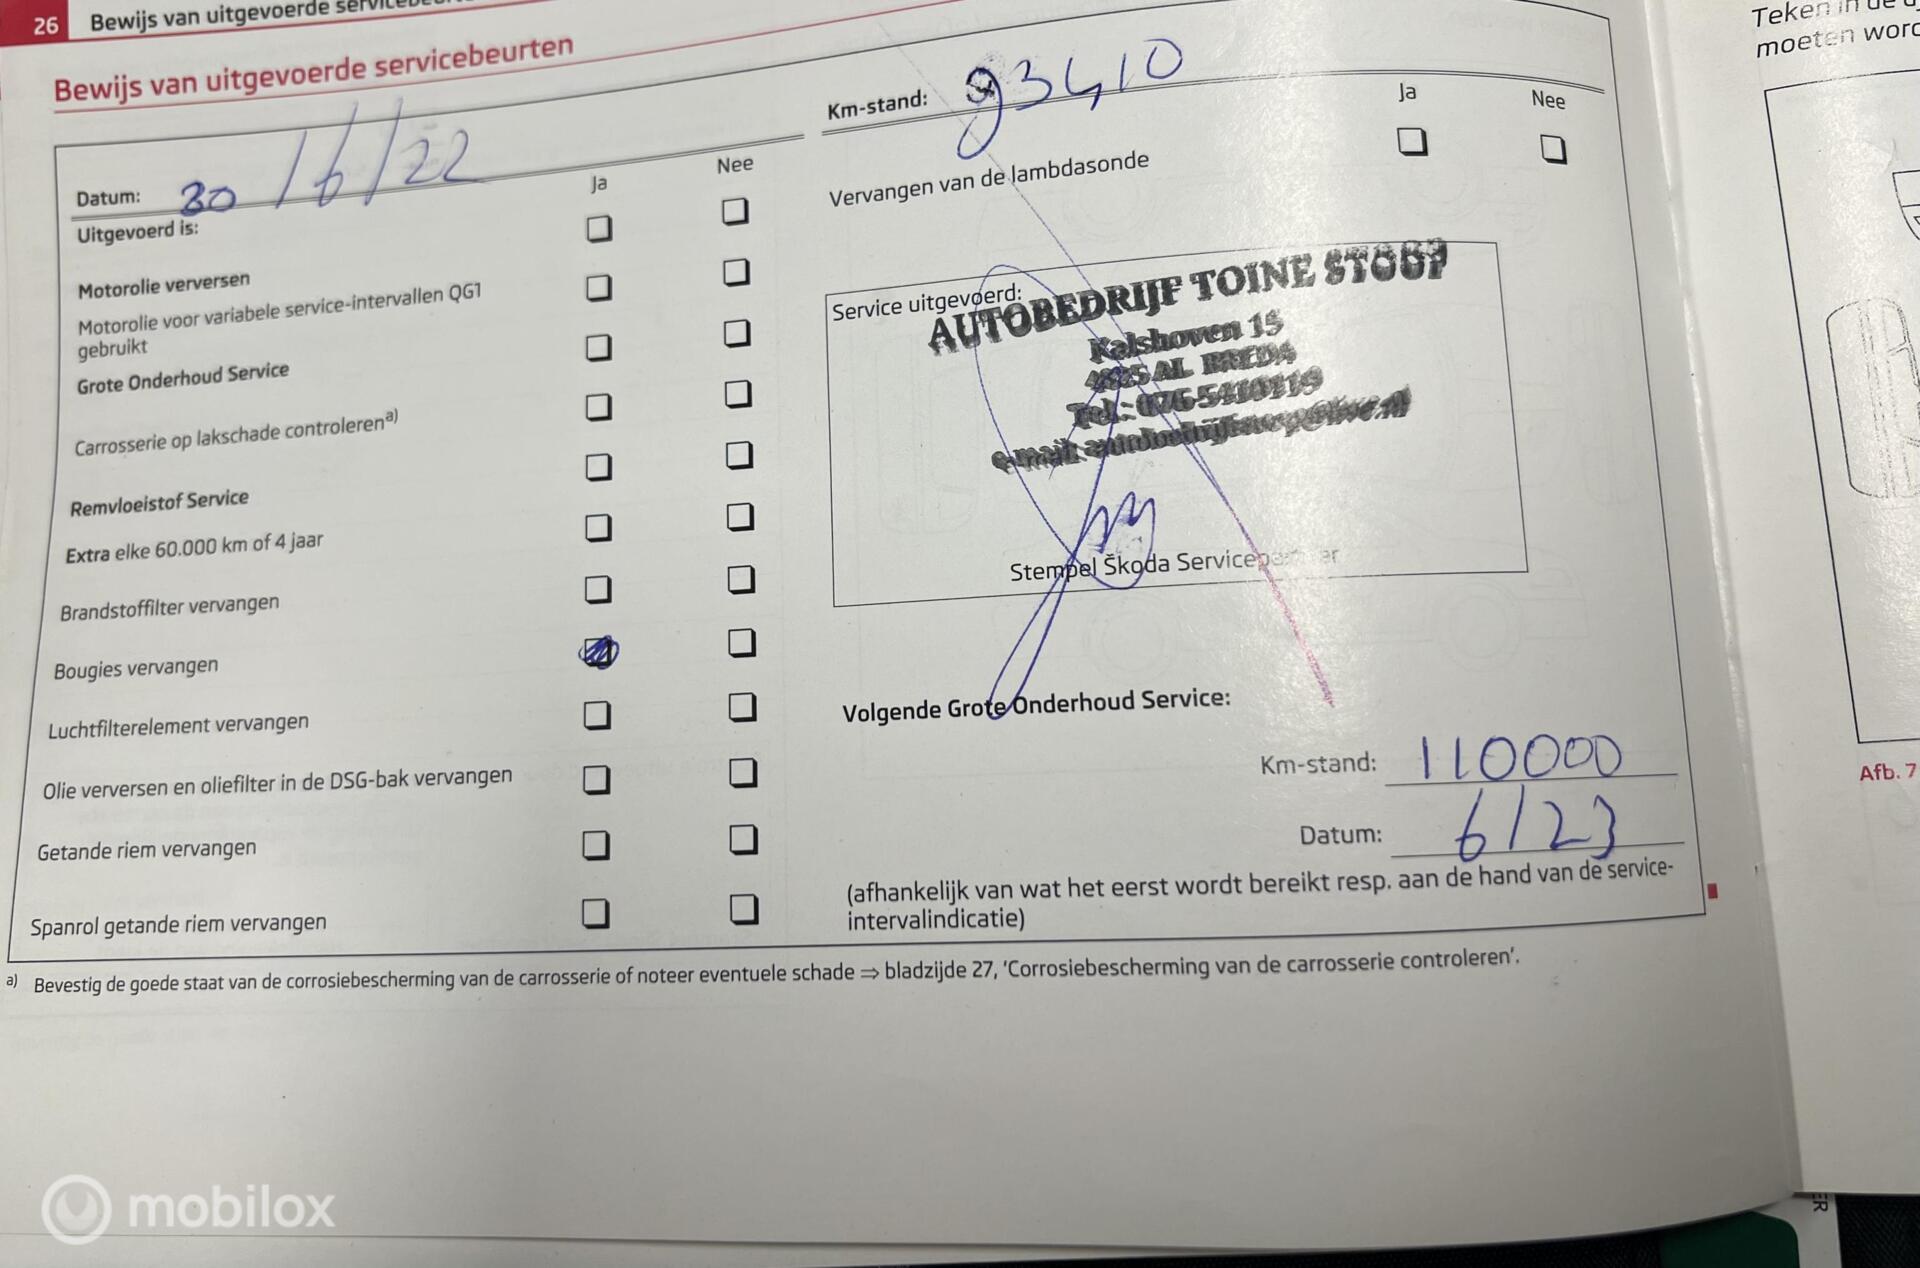 26 Bewijs van uitgevoerde
Bewijs van uitgevoerde servicebeurten
Datum: 30/6/22
Ja Nee
Uitgevoerd is:
Motorolie verversen
Motorolie voor variabele service-intervallen QG1
gebruikt
Grote Onderhoud Service
Carrosserie op lakschade controlerena)
Remvloeistof Service
Extra elke 60.000 km of 4 jaar
Brandstoffilter vervangen
Bougies vervangen
Luchtfilterelement vervangen
Olie verversen en oliefilter in de DSG-bak vervangen
Getande riem vervangen
Spanrol getande riem vervangen
Km-stand: 93410
Ja Nee
Vervangen van de lambdasonde
Service uitgevoerd:
AUTOBEDRIJF TOINE
Kalshoven 15
AL BREDA
Tel.: 076-5410119
e-mail:
Stempel Škoda
Volgende Grote Onderhoud Service:
Km-stand: 110000
Datum: 6/23
(afhankelijk van wat het eerst wordt bereikt resp. aan de hand van de service-
intervalindicatie)
a) Bevestig de goede staat van de corrosiebescherming van de carrosserie of noteer eventuele schade ⇒ bladzijde 27, 'Corrosiebescherming van de carrosserie controleren'.
Teken in de
moeten
Afb. 7
mobilox